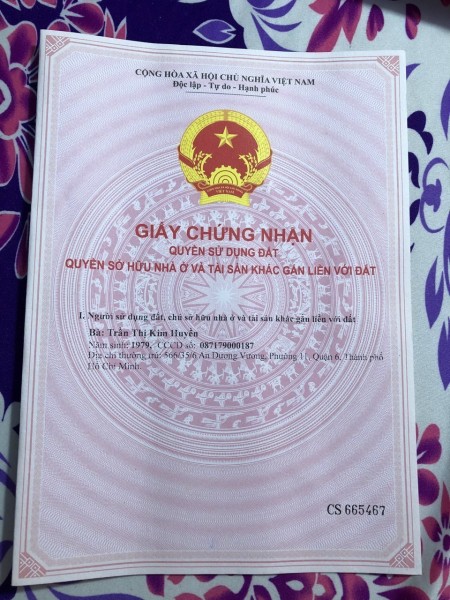 CỘNG HÒA XÃ HỘI CHỦ NGHĨA VIỆT NAM
Độc lập - Tự do - Hạnh phúc
VIỆT NAM
GIẤY CHỨNG NHẬN
QUYỀN SỬ DỤNG ĐẤT
QUYỀN SỞ HỮU NHÀ Ở VÀ TÀI SẢN KHÁC GẮN LIỀN VỚI ĐẤT
I. Người sử dụng đất, chủ sở hữu nhà ở và tài sản khác gắn liền với đất
Bà: Trần Thị Kim Huyền
Năm sinh: 1979, CCCD số: 087179000187
Địa chỉ thường trú: 566/35/6 An Dương Vương, Phường 11, Quận 6, Thành phố
Hồ Chí Minh.
CS 665467